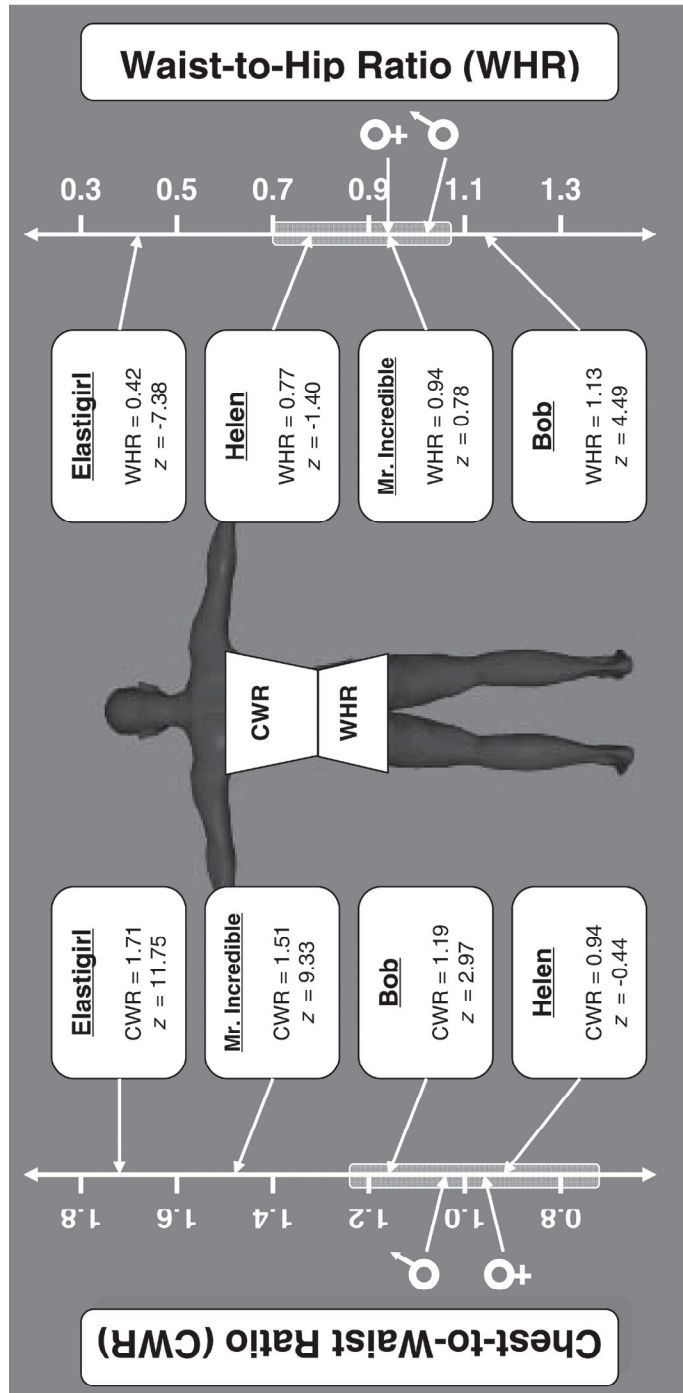 Waist-to-Hip Ratio (WHR)
0.3 0.5 0.7 0.9 1.1 1.3
Elastigirl
WHR = 0.42
z = -7.38
Helen
WHR = 0.77
z = -1.40
Mr. Incredible
WHR = 0.94
z = 0.78
Bob
WHR = 1.13
z = 4.49
CWR
WHR
Elastigirl
CWR = 1.71
z = 11.75
Mr. Incredible
CWR = 1.51
z = 9.33
Bob
CWR = 1.19
z = 2.97
Helen
CWR = 0.94
z = -0.44
1.8 1.6 1.4 1.2 1.0 0.8
Chest-to-Waist Ratio (CWR)